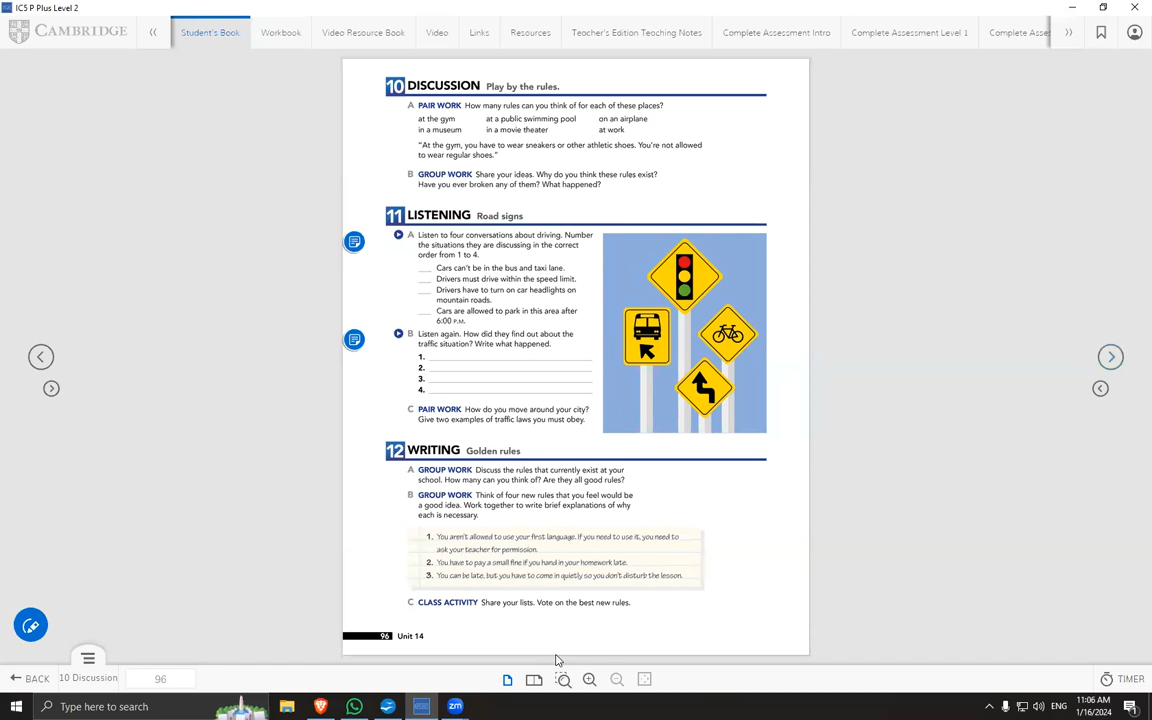 IC5 P Plus Level 2
CAMBRIDGE
Student's Book
Workbook
Video Resource Book
Video
Links
Resources
Teacher's Edition Teaching Notes
Complete Assessment Intro
Complete Assessment Level 1
Complete Asses
10 DISCUSSION Play by the rules.
A PAIR WORK How many rules can you think of for each of these places?
at the gym at a public swimming pool on an airplane
in a museum in a movie theater at work
"At the gym, you have to wear sneakers or other athletic shoes. You're not allowed
to wear regular shoes."
B GROUP WORK Share your ideas. Why do you think these rules exist?
Have you ever broken any of them? What happened?
11 LISTENING Road signs
A Listen to four conversations about driving. Number
the situations they are discussing in the correct
order from 1 to 4.
Cars can't be in the bus and taxi lane.
Drivers must drive within the speed limit.
Drivers have to turn on car headlights on
mountain roads.
Cars are allowed to park in this area after
6:00 P.M.
B Listen again. How did they find out about the
traffic situation? Write what happened.
1.
2.
3.
4.
C PAIR WORK How do you move around your city?
Give two examples of traffic laws you must obey.
12 WRITING Golden rules
A GROUP WORK Discuss the rules that currently exist at your
school. How many can you think of? Are they all good rules?
B GROUP WORK Think of four new rules that you feel would be
a good idea. Work together to write brief explanations of why
each is necessary.
1. You aren't allowed to use your first language. If you need to use it, you need to
ask your teacher for permission.
2. You have to pay a small fine if you hand in your homework late.
3. You can be late, but you have to come in quietly so you don't disturb the lesson.
C CLASS ACTIVITY Share your lists. Vote on the best new rules.
96 Unit 14
BACK
10 Discussion
96
TIMER
Type here to search
ENG
11:06 AM
1/16/2024